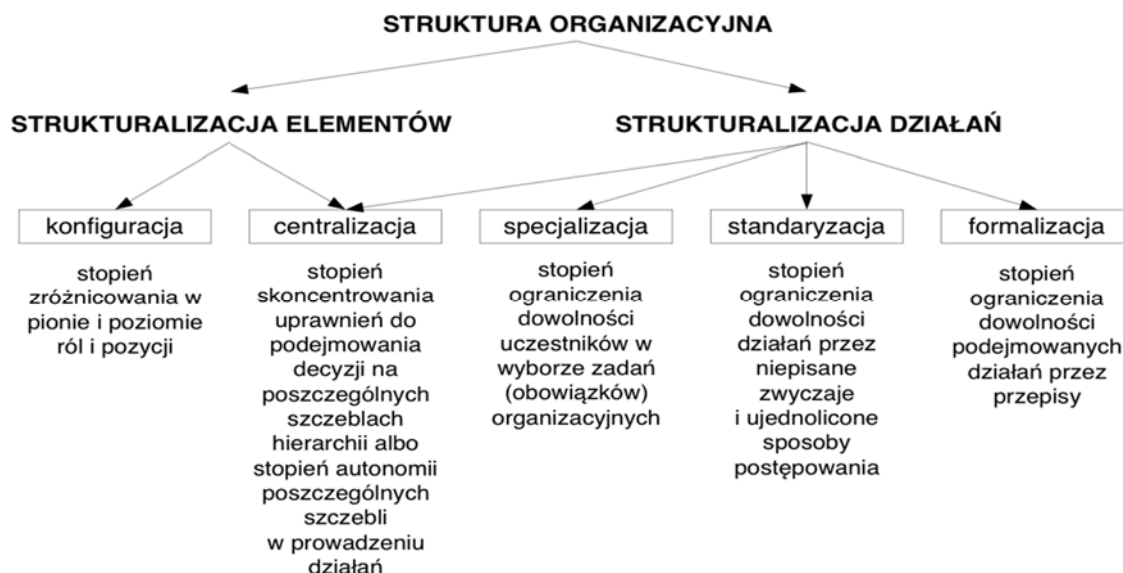 STRUKTURA ORGANIZACYJNA
STRUKTURALIZACJA ELEMENTÓW
STRUKTURALIZACJA DZIAŁAŃ
konfiguracja
stopień
zróżnicowania w
pionie i poziomie
ról i pozycji
centralizacja
stopień
skoncentrowania
uprawnień do
podejmowania
decyzji na
poszczególnych
szczeblach
hierarchii albo
stopień autonomii
poszczególnych
szczebli
w prowadzeniu
działań
specjalizacja
stopień
ograniczenia
dowolności
uczestników w
wyborze zadań
(obowiązków)
organizacyjnych
standaryzacja
stopień
ograniczenia
dowolności
działań przez
niepisane
zwyczaje
i ujednolicone
sposoby
postępowania
formalizacja
stopień
ograniczenia
dowolności
podejmowanych
działań przez
przepisy